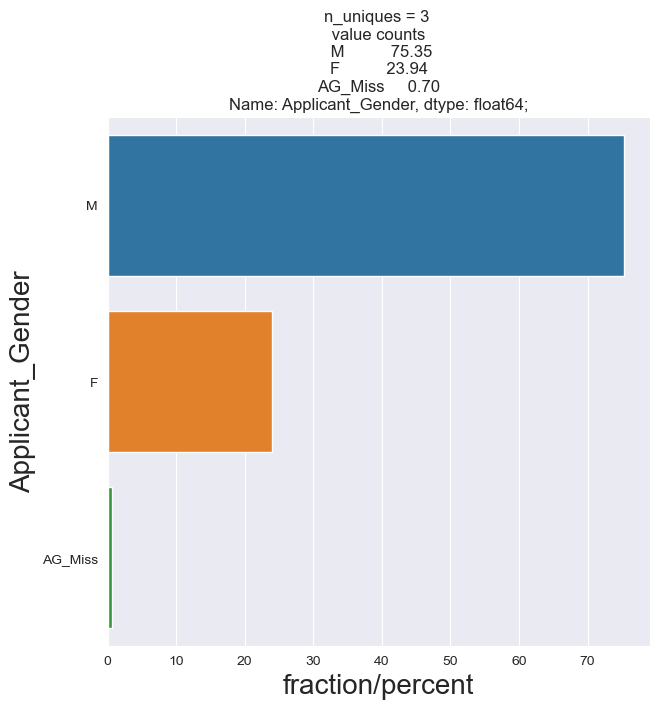 n_uniques = 3
value counts
M 75.35
F 23.94
AG_Miss 0.70
Name: Applicant_Gender, dtype: float64;
Applicant_Gender
M
F
AG_Miss
0 10 20 30 40 50 60 70
fraction/percent